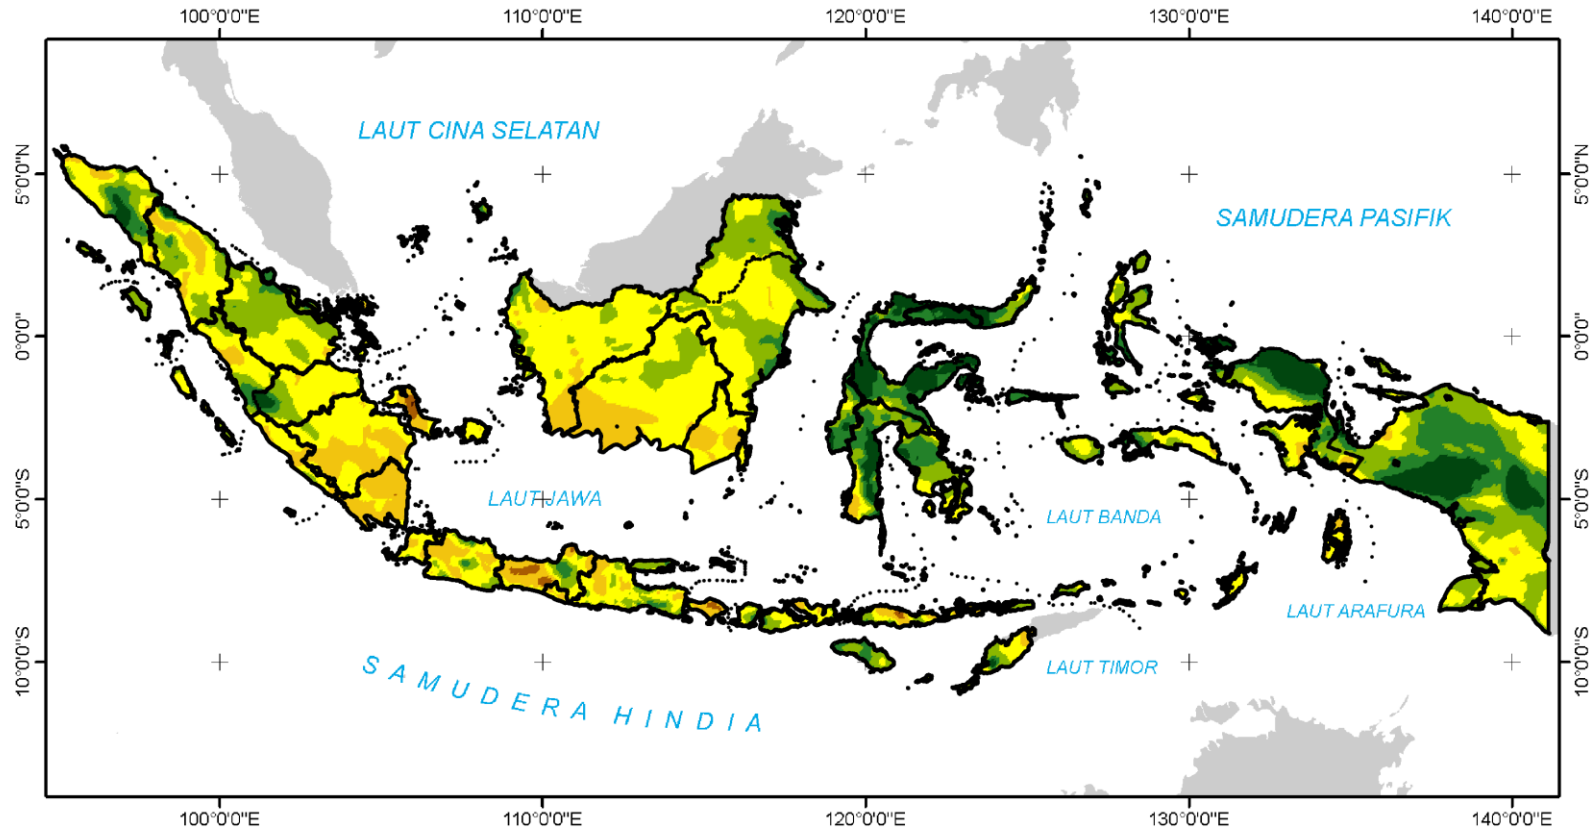 100°0'0"E 110°0'0"E 120°0'0"E 130°0'0"E 140°0'0"E
LAUT CINA SELATAN
5°0'0"N 5°0'0"N
SAMUDERA PASIFIK
0°0'0" 0°0'0"
5°0'0"S 5°0'0"S
LAUT JAWA
LAUT BANDA
LAUT ARAFURA
10°0'0"S 10°0'0"S
LAUT TIMOR
SAMUDERA HINDIA
100°0'0"E 110°0'0"E 120°0'0"E 130°0'0"E 140°0'0"E